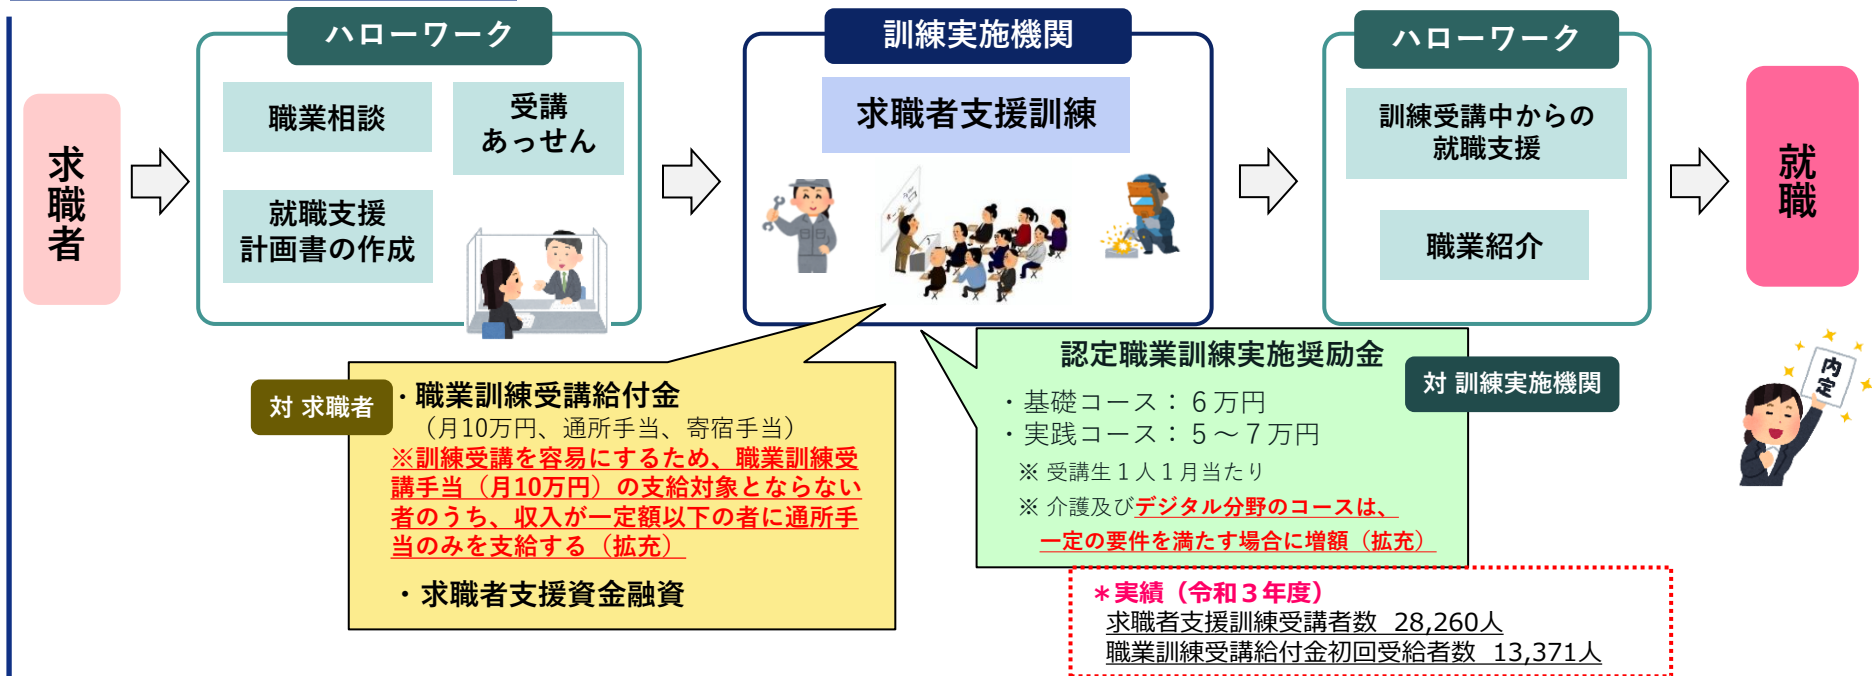 求職者
ハローワーク
職業相談
受講
あっせん
就職支援
計画書の作成
訓練実施機関
求職者支援訓練
ハローワーク
訓練受講中からの
就職支援
職業紹介
就職
内定
対 求職者
・職業訓練受講給付金
（月10万円、通所手当、寄宿手当）
※訓練受講を容易にするため、職業訓練受
講手当（月10万円）の支給対象とならない
者のうち、収入が一定額以下の者に通所手
当のみを支給する（拡充）
・求職者支援資金融資
認定職業訓練実施奨励金
対 訓練実施機関
・基礎コース：６万円
・実践コース：５～７万円
※ 受講生１人１月当たり
※ 介護及びデジタル分野のコースは、
一定の要件を満たす場合に増額（拡充）
＊実績（令和３年度）
求職者支援訓練受講者数 28,260人
職業訓練受講給付金初回受給者数 13,371人